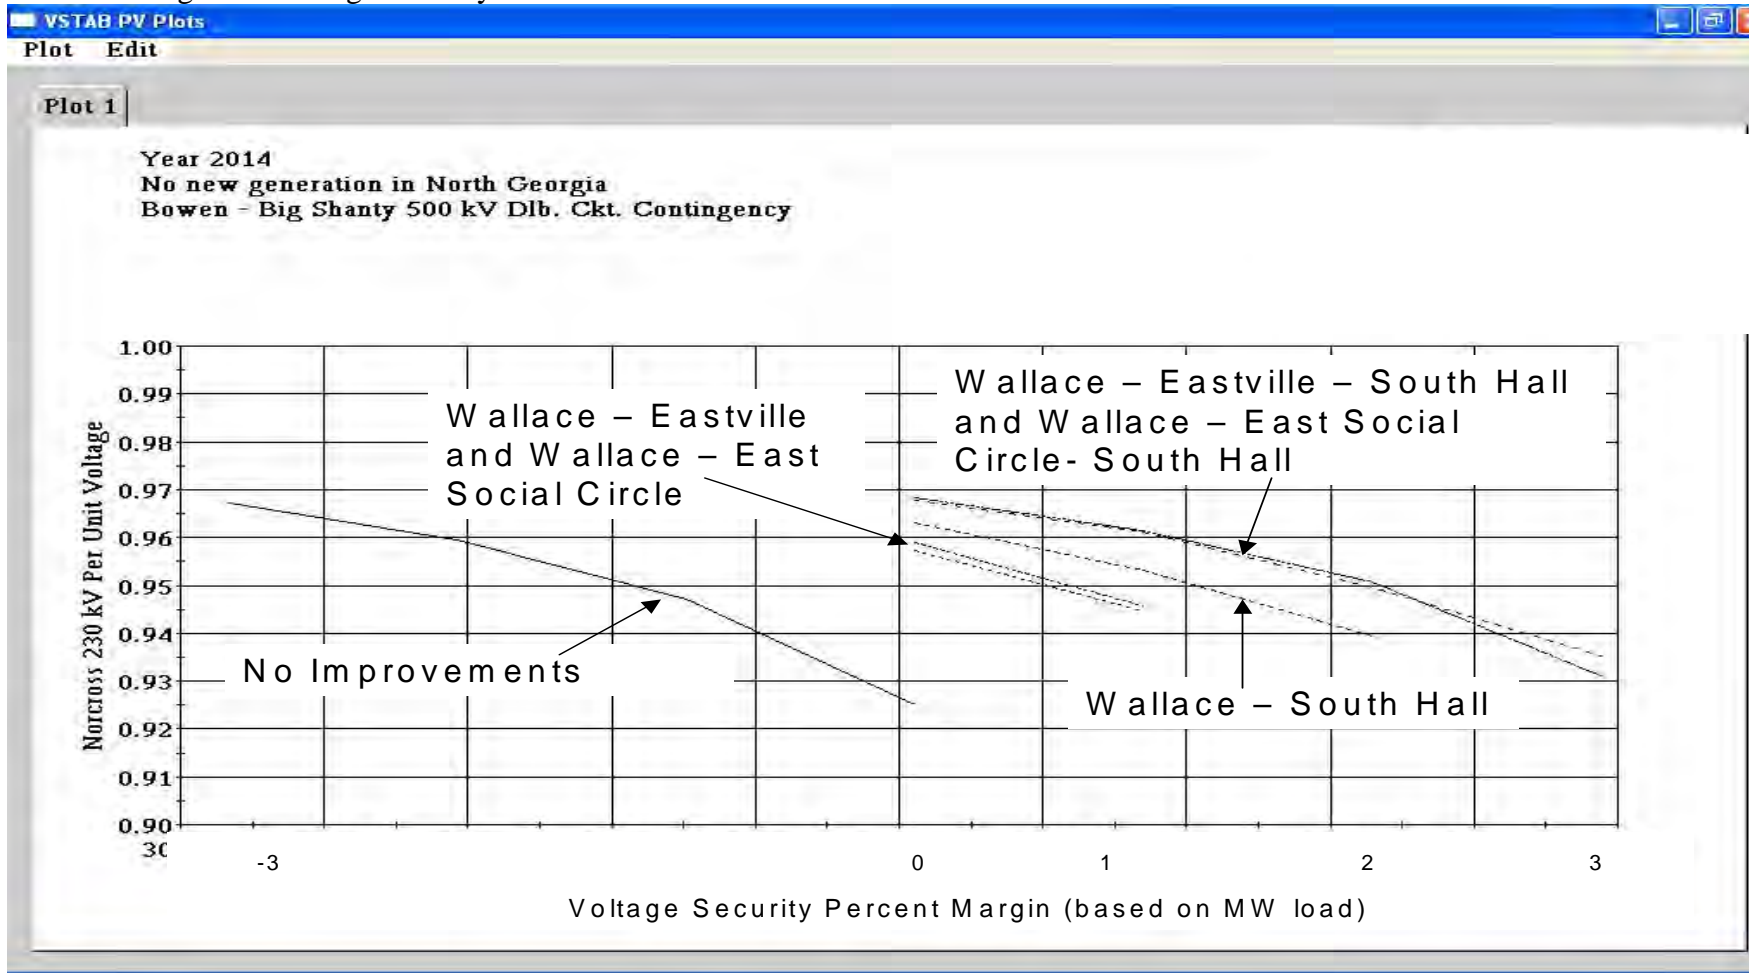 VSTAB PV Plots
Plot Edit
Plot 1
Year 2014
No new generation in North Georgia
Bowen - Big Shanty 500 kV Dlb. Ckt. Contingency
Norcross 230 kV Per Unit Voltage
1.00
0.99
0.98
0.97
0.96
0.95
0.94
0.93
0.92
0.91
0.90
Wallace – Eastville
and Wallace – East
Social Circle
Wallace – Eastville – South Hall
and Wallace – East Social
Circle- South Hall
No Improvements
Wallace – South Hall
-3 0 1 2 3
Voltage Security Percent Margin (based on MW load)